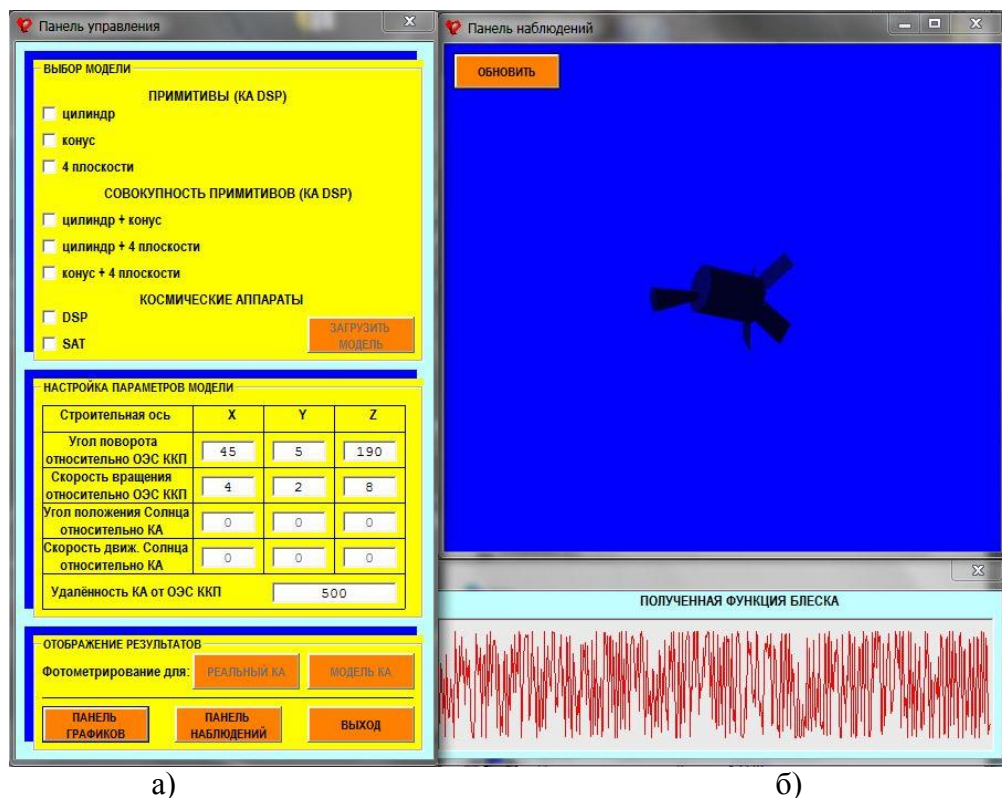 Панель управления
ВЫБОР МОДЕЛИ
ПРИМИТИВЫ (КА DSP)
цилиндр
конус
4 плоскости
СОВОКУПНОСТЬ ПРИМИТИВОВ (КА DSP)
цилиндр + конус
цилиндр + 4 плоскости
конус + 4 плоскости
КОСМИЧЕСКИЕ АППАРАТЫ
DSP
SAT
ЗАГРУЗИТЬ
МОДЕЛЬ
НАСТРОЙКА ПАРАМЕТРОВ МОДЕЛИ
Строительная ось X Y Z
Угол поворота
относительно ОЭС ККП 45 5 190
Скорость вращения
относительно ОЭС ККП 4 2 8
Угол положения Солнца
относительно КА 0 0 0
Скорость движ. Солнца
относительно КА 0 0 0
Удалённость КА от ОЭС ККП 500
ОТОБРАЖЕНИЕ РЕЗУЛЬТАТОВ
Фотометрирование для: РЕАЛЬНЫЙ КА МОДЕЛЬ КА
ПАНЕЛЬ
ГРАФИКОВ
ПАНЕЛЬ
НАБЛЮДЕНИЙ
ВЫХОД
Панель наблюдений
ОБНОВИТЬ
ПОЛУЧЕННАЯ ФУНКЦИЯ БЛЕСКА
а) б)